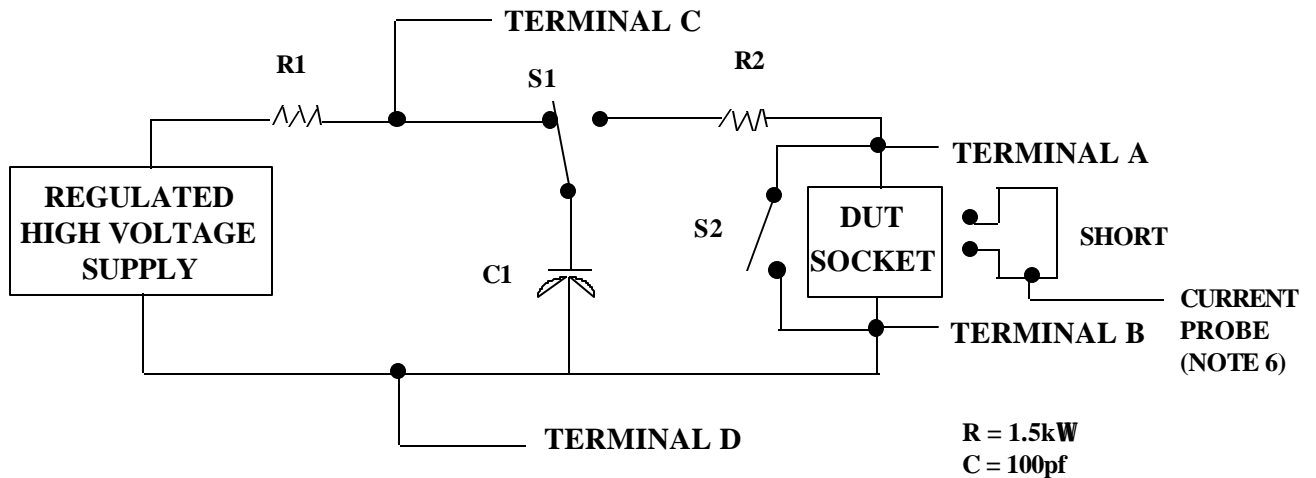 TERMINAL C
R1
S1
R2
TERMINAL A
REGULATED
HIGH VOLTAGE
SUPPLY
DUT
SOCKET
S2
SHORT
C1
CURRENT
PROBE
(NOTE 6)
TERMINAL B
TERMINAL D
R = 1.5kW
C = 100pf